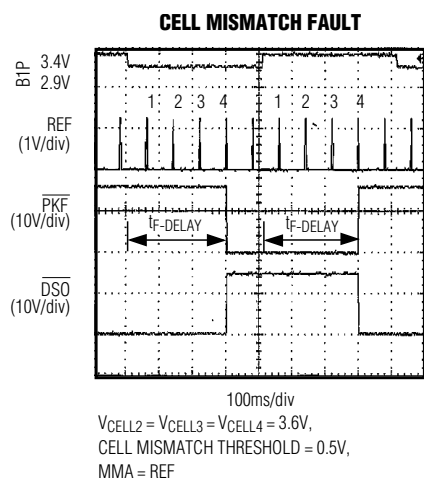 CELL MISMATCH FAULT
B1P
3.4V
2.9V
1 2 3 4 1 2 3 4
REF
(1V/div)
PKF
(10V/div)
tF-DELAY tF-DELAY
DSO
(10V/div)
100ms/div
VCELL2 = VCELL3 = VCELL4 = 3.6V,
CELL MISMATCH THRESHOLD = 0.5V,
MMA = REF